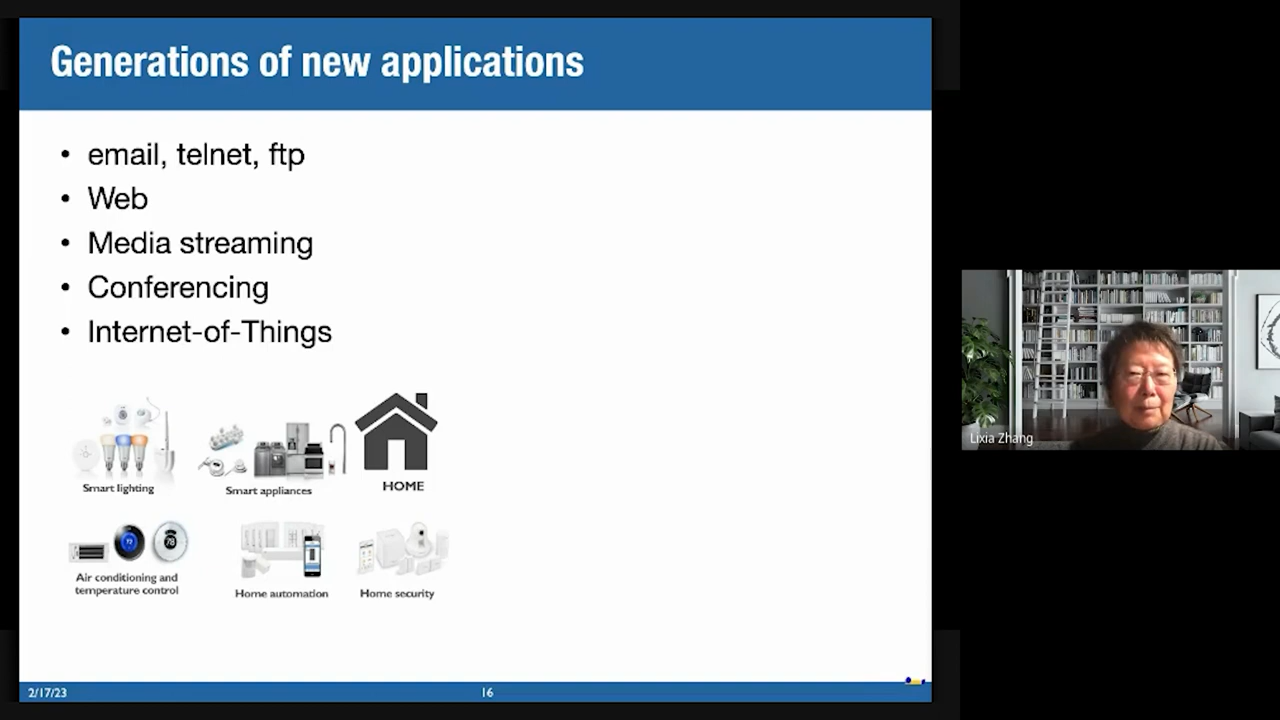 Generations of new applications
• email, telnet, ftp
• Web
• Media streaming
• Conferencing
• Internet-of-Things
Smart lighting
Smart appliances
HOME
Air conditioning and
temperature control
Home automation
Home security
2/17/23
16
Lixia Zhang